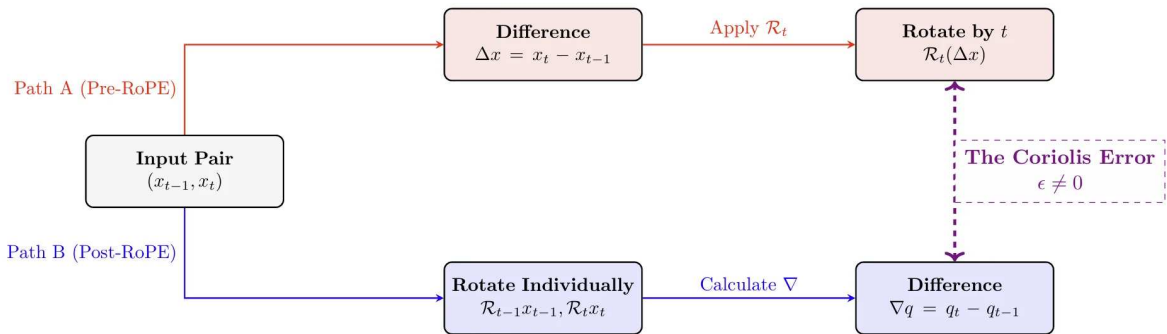 Difference
Δx = x_t − x_{t−1}
Apply ℛ_t
Rotate by t
ℛ_t(Δx)
Path A (Pre-RoPE)
Input Pair
(x_{t−1}, x_t)
The Coriolis Error
ϵ ≠ 0
Path B (Post-RoPE)
Rotate Individually
ℛ_{t−1}x_{t−1}, ℛ_t x_t
Calculate ∇
Difference
∇q = q_t − q_{t−1}